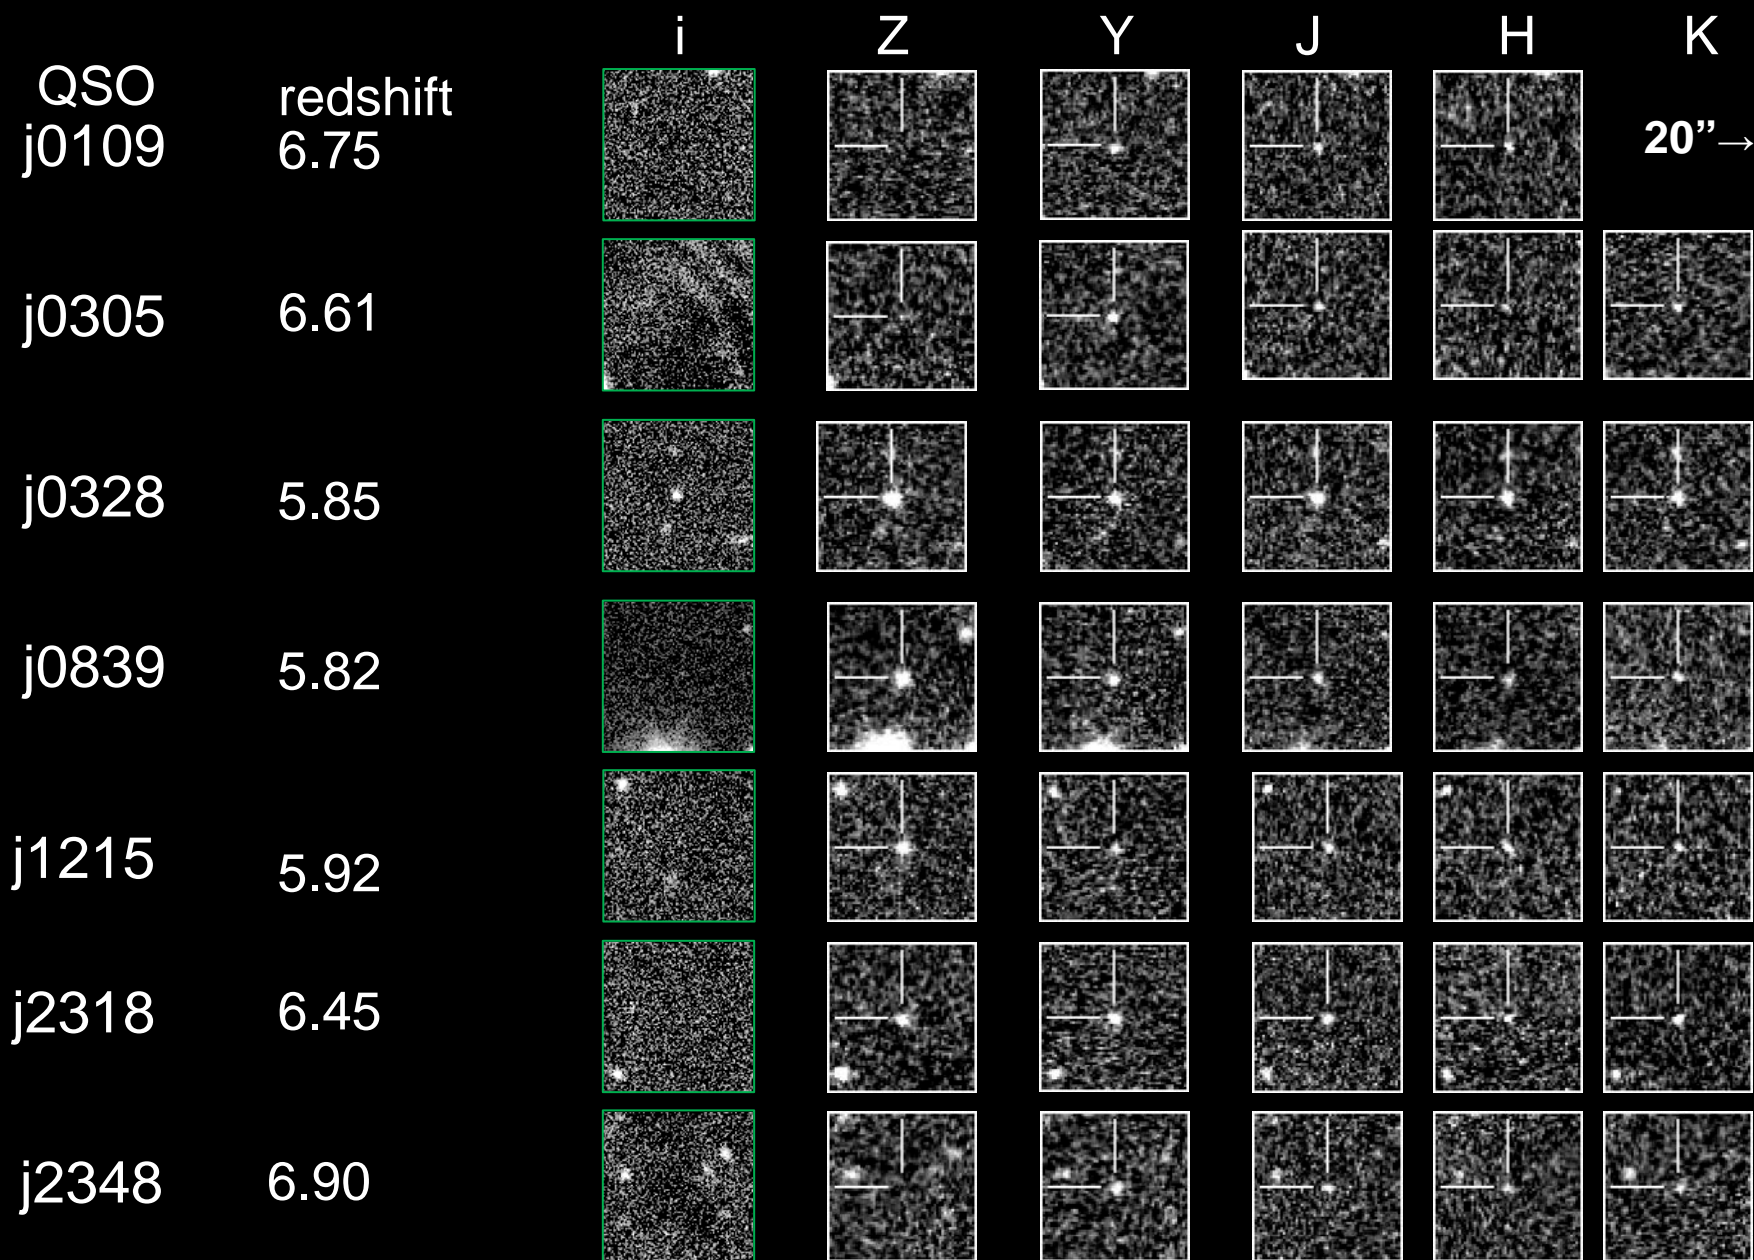 i Z Y J H K
QSO redshift
j0109 6.75 20”→
j0305 6.61
j0328 5.85
j0839 5.82
j1215 5.92
j2318 6.45
j2348 6.90